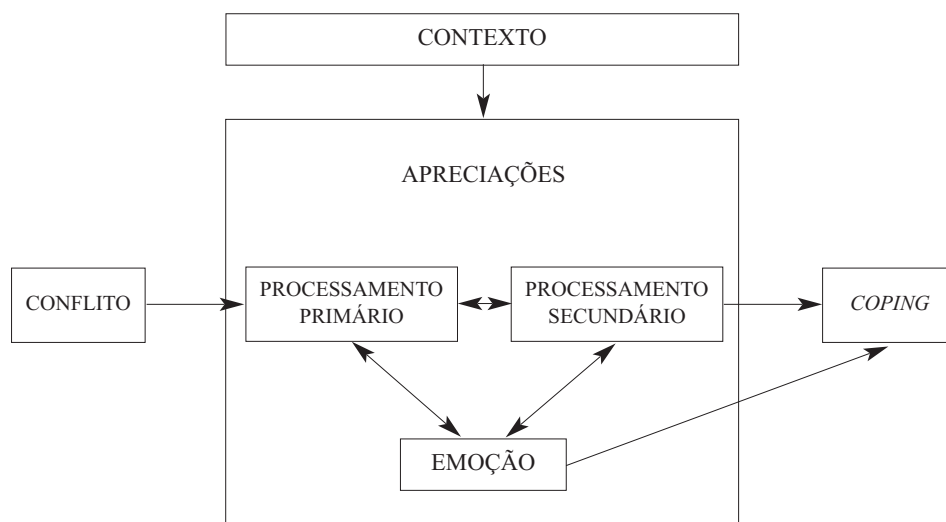 CONTEXTO
APRECIAÇÕES
CONFLITO
PROCESSAMENTO
PRIMÁRIO
PROCESSAMENTO
SECUNDÁRIO
COPING
EMOÇÃO